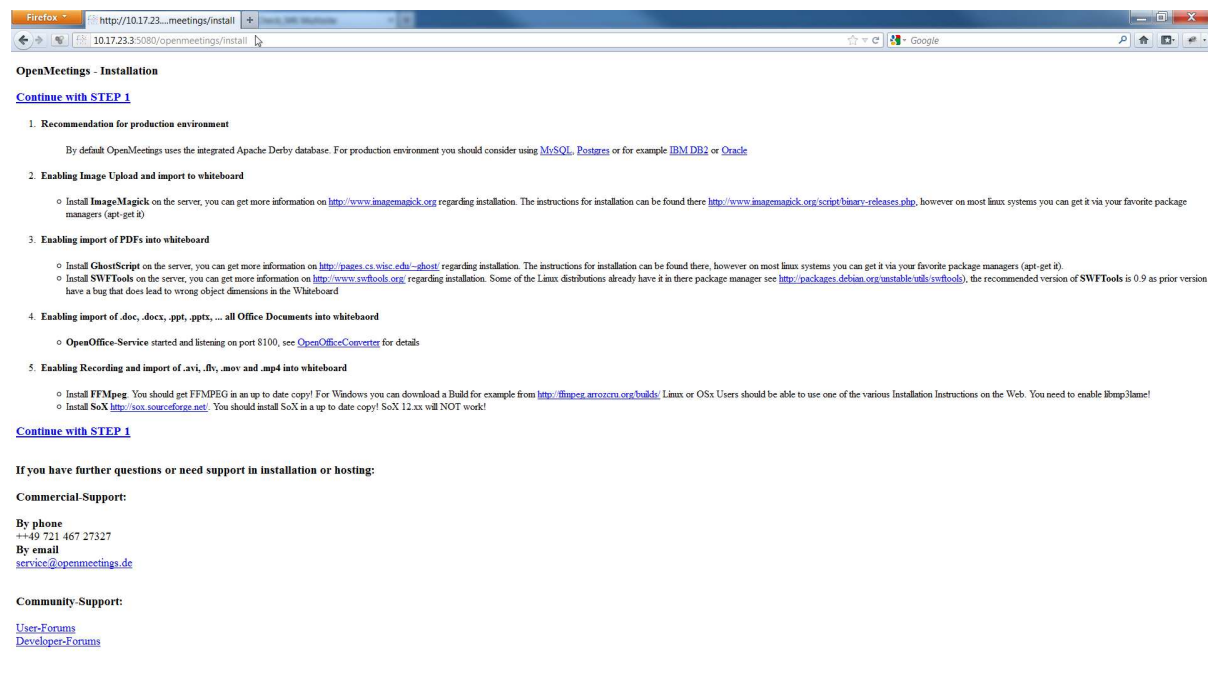 Firefox
http://10.17.23....meetings/install
10.17.23.3:5080/openmeetings/install
Google
OpenMeetings - Installation
Continue with STEP 1
1. Recommendation for production environment
By default OpenMeetings uses the integrated Apache Derby database. For production environment you should consider using MySQL, Postgres or for example IBM DB2 or Oracle
2. Enabling Image Upload and import to whiteboard
Install ImageMagick on the server, you can get more information on http://www.imagemagick.org regarding installation. The instructions for installation can be found there http://www.imagemagick.org/script/binary-releases.php, however on most linux systems you can get it via your favorite package
managers (apt-get it)
3. Enabling import of PDFs into whiteboard
Install GhostScript on the server, you can get more information on http://pages.cs.wisc.edu/~ghost/ regarding installation. The instructions for installation can be found there, however on most linux systems you can get it via your favorite package managers (apt-get it).
Install SWFTools on the server, you can get more information on http://www.swftools.org/ regarding installation. Some of the Linux distributions already have it in there package manager see http://packages.debian.org/unstable/utils/swftools), the recommended version of SWFTools is 0.9 as prior version
have a bug that does lead to wrong object dimensions in the Whiteboard
4. Enabling import of .doc, .docx, .ppt, .pptx, ... all Office Documents into whitebaord
OpenOffice-Service started and listening on port 8100, see OpenOfficeConverter for details
5. Enabling Recording and import of .avi, .flv, .mov and .mp4 into whiteboard
Install FFMpeg. You should get FFMPEG in an up to date copy! For Windows you can download a Build for example from http://ffmpeg.arrozcru.org/builds/ Linux or OSx Users should be able to use one of the various Installation Instructions on the Web. You need to enable libmp3lame!
Install SoX http://sox.sourceforge.net/. You should install SoX in a up to date copy! SoX 12.xx will NOT work!
Continue with STEP 1
If you have further questions or need support in installation or hosting:
Commercial-Support:
By phone
++49 721 467 27327
By email
service@openmeetings.de
Community-Support:
User-Forums
Developer-Forums